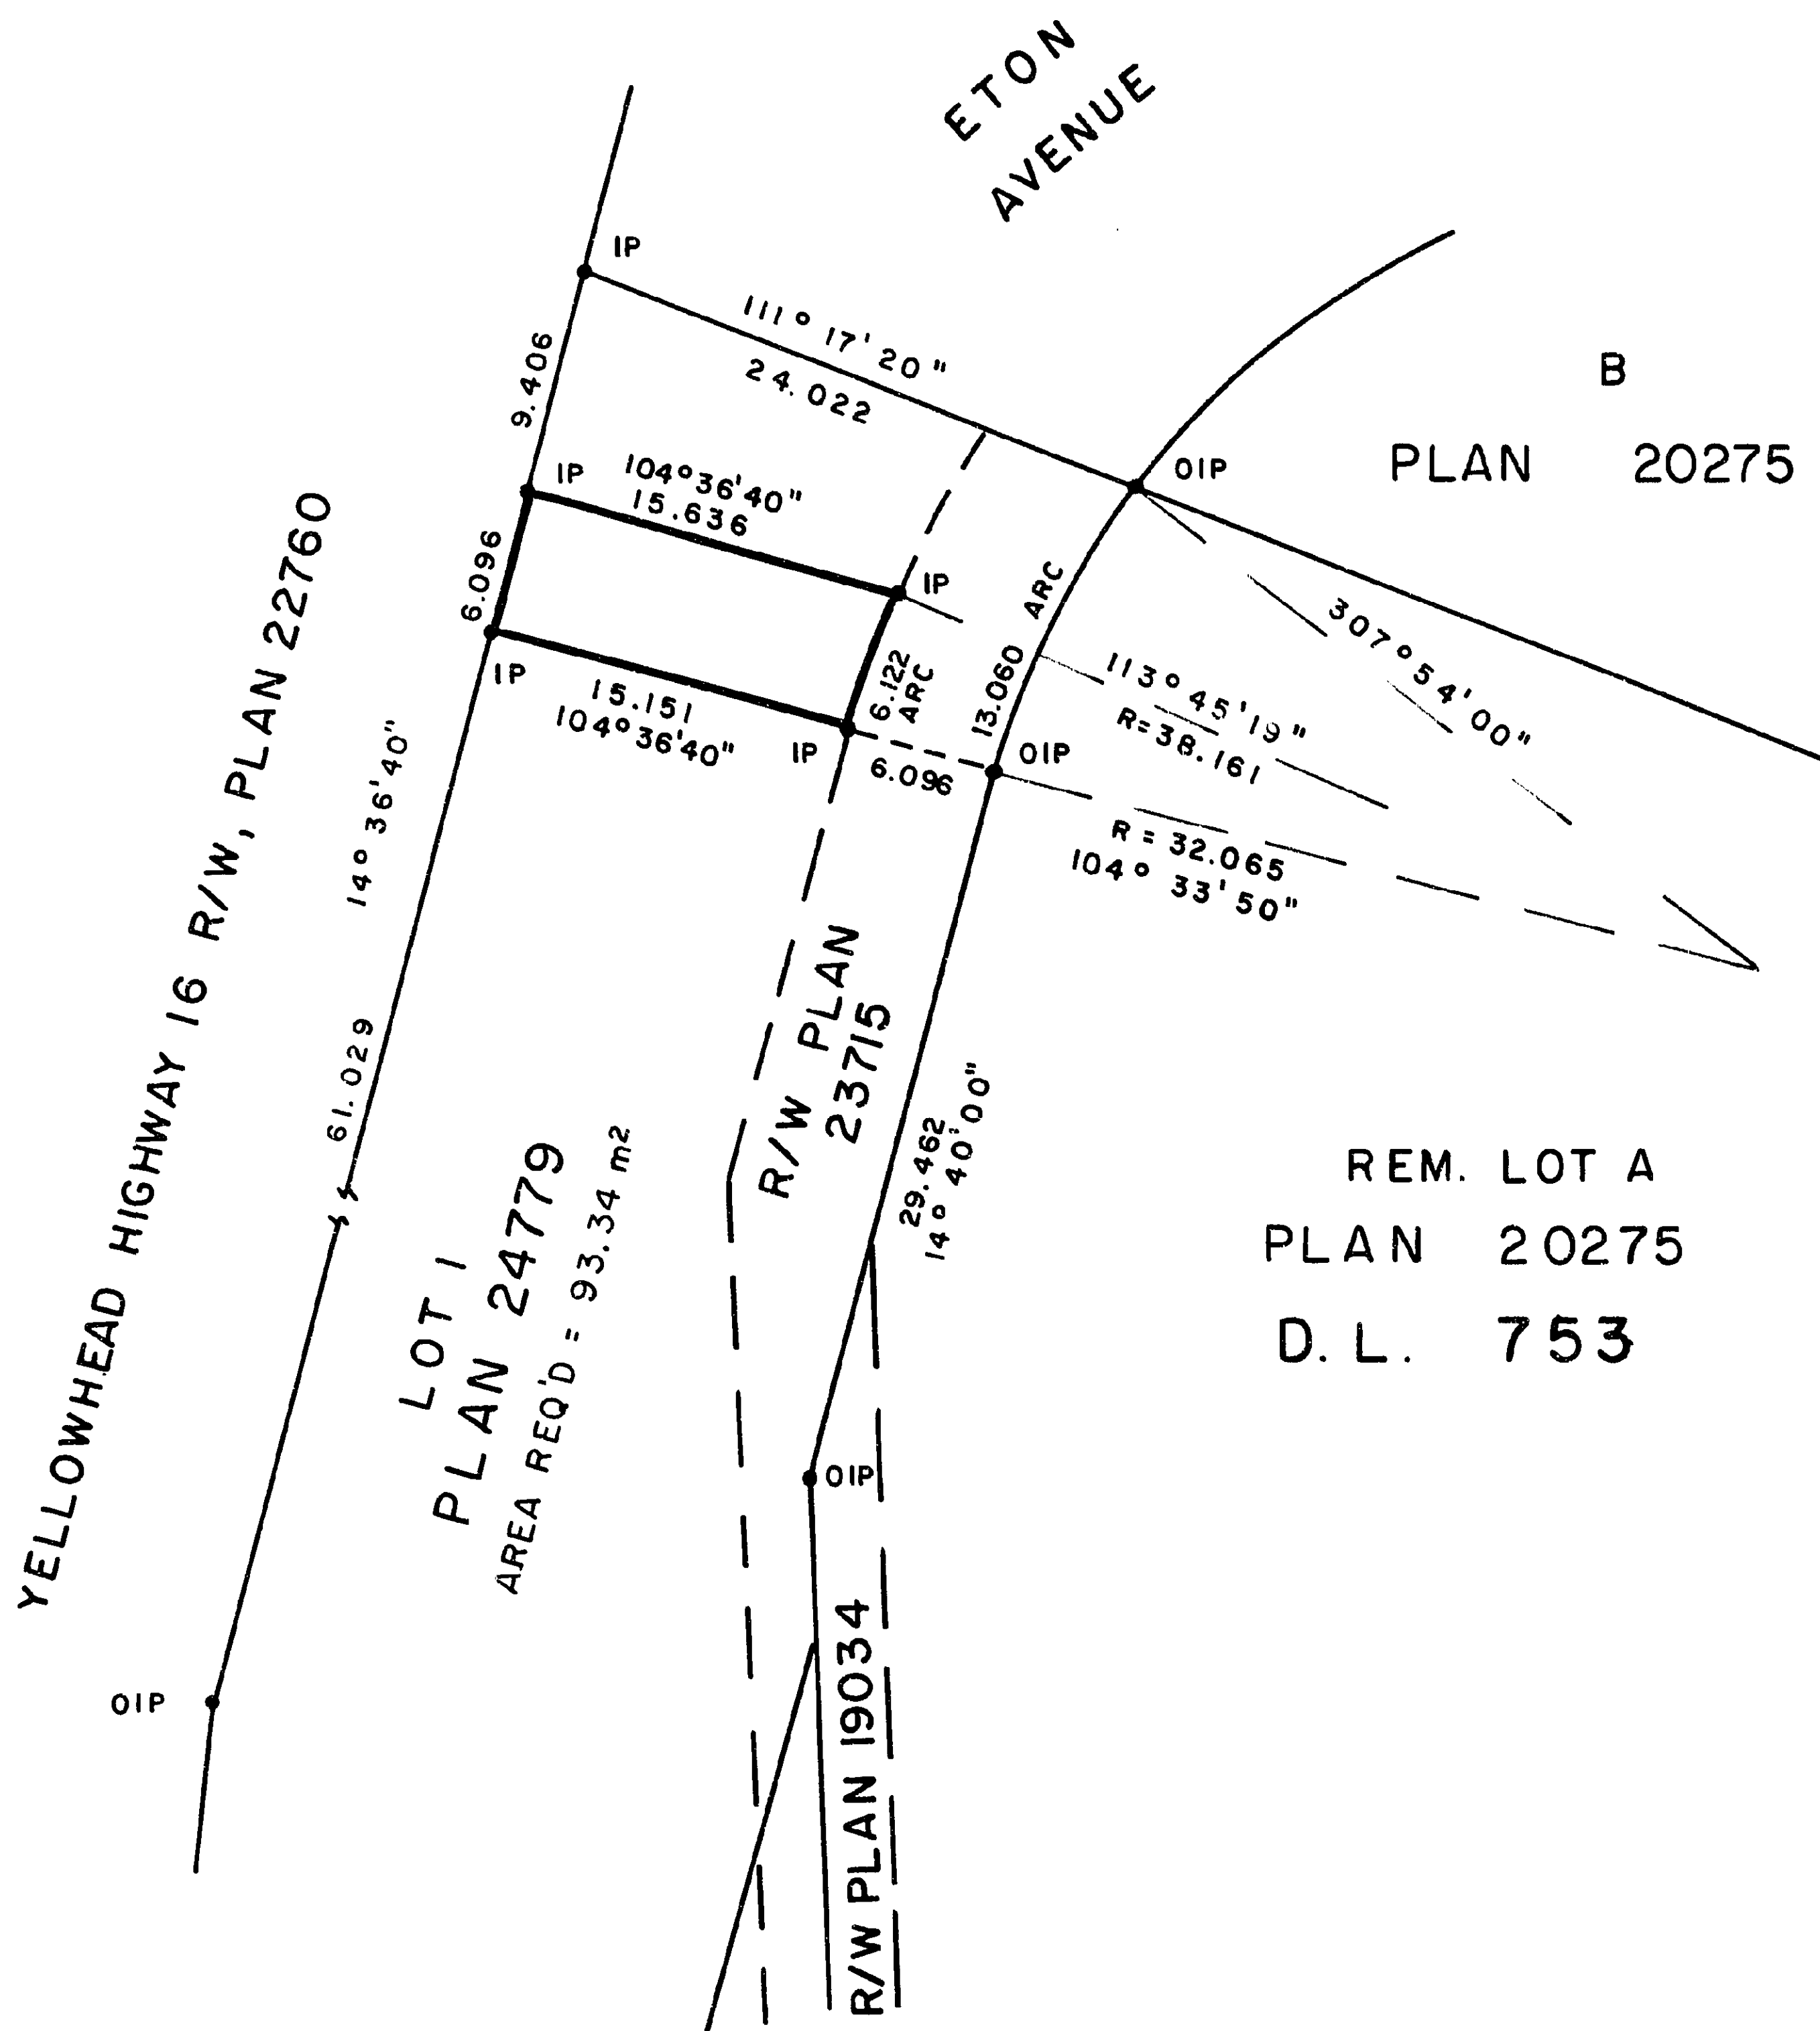 ETON
AVENUE
IP
111° 17' 20"
24.022
9.406
B
PLAN 20275
OIP
IP
104°36'40"
15.636
IP
6.096
IP
15.151
104°36'40"
IP
6.122
ARC
13.060 ARC
6.096
OIP
307°54'00"
113°45'19"
R=38.161
R = 32.065
104° 33' 50"
YELLOWHEAD HIGHWAY 16 R/W, PLAN 22760
14° 36' 40"
61.029
R/W PLAN
23715
29.462
14° 40' 00"
LOT 1
PLAN 24779
AREA REQ'D = 93.34 m²
REM. LOT A
PLAN 20275
D. L. 753
OIP
OIP
R/W PLAN 19034